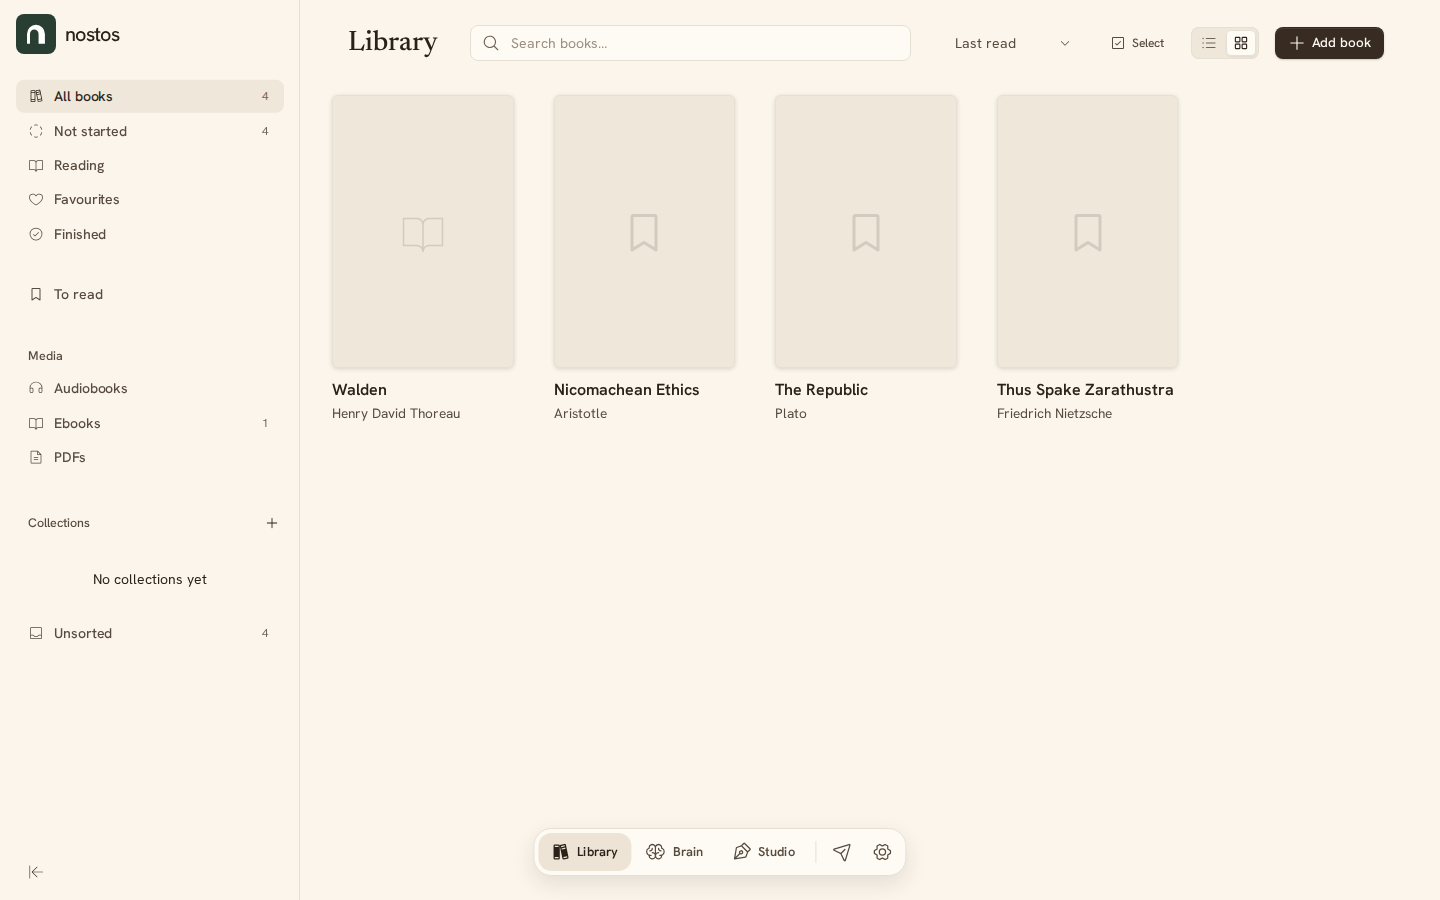 nostos
All books 4
Not started 4
Reading
Favourites
Finished
To read
Media
Audiobooks
Ebooks 1
PDFs
Collections
No collections yet
Unsorted 4
Library
Search books...
Last read
Select
Add book
Walden
Henry David Thoreau
Nicomachean Ethics
Aristotle
The Republic
Plato
Thus Spake Zarathustra
Friedrich Nietzsche
Library
Brain
Studio